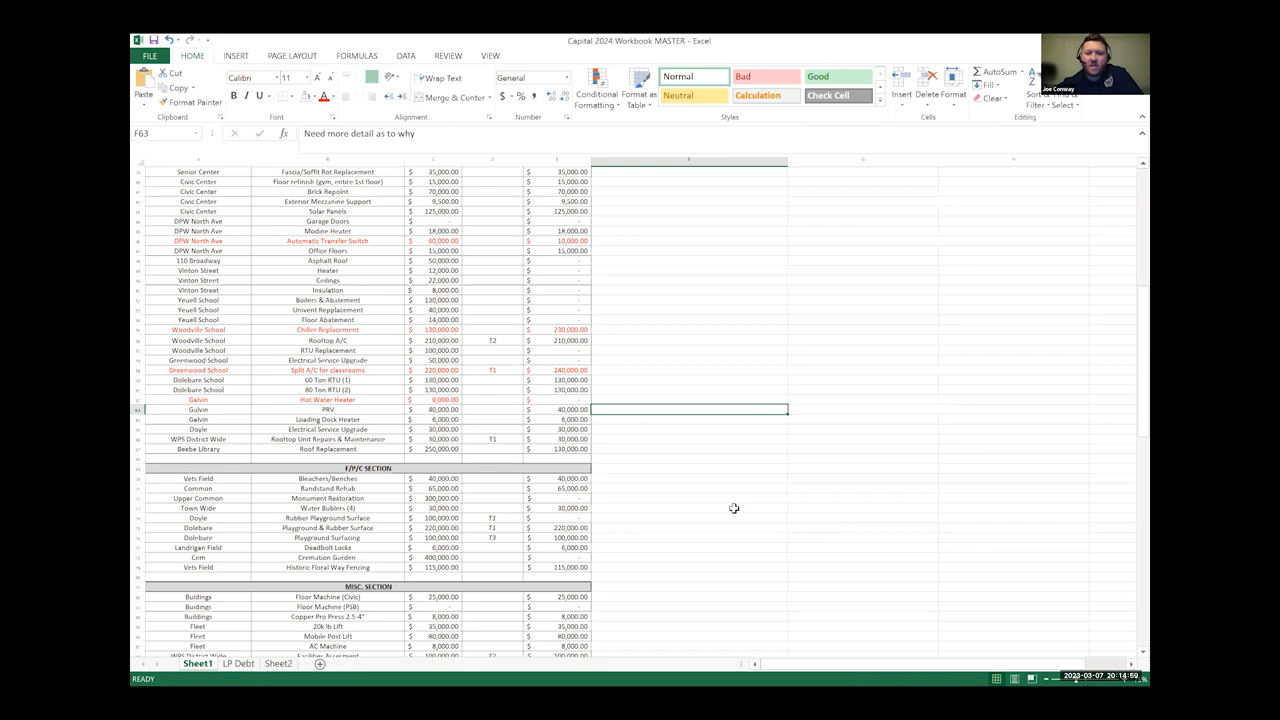 Capital 2024 Workbook MASTER - Excel
FILE HOME INSERT PAGE LAYOUT FORMULAS DATA REVIEW VIEW
Cut
Copy
Format Painter
Paste
Clipboard
Calibri 11
B I U
Font
Wrap Text
Merge & Center
Alignment
General
$ % ,
Number
Conditional Formatting
Format as Table
Normal Bad Good
Neutral Calculation Check Cell
Styles
Insert Delete Format
Cells
AutoSum
Fill
Clear
Sort & Find &
Filter Select
Editing
Joe Conway
F63 fx Need more detail as to why
Senior Center Fascia/Soffit Rot Replacement $ 35,000.00 $ 35,000.00
Civic Center Floor refinish (gym, entire 1st floor) $ 15,000.00 $ 15,000.00
Civic Center Brick Repoint $ 70,000.00 $ 70,000.00
Civic Center Exterior Mezzanine Support $ 9,500.00 $ 9,500.00
Civic Center Solar Panels $ 125,000.00 $ 125,000.00
DPW North Ave Garage Doors $ - $ -
DPW North Ave Modine Heater $ 18,000.00 $ 18,000.00
DPW North Ave Automatic Transfer Switch $ 60,000.00 $ 10,000.00
DPW North Ave Office Floors $ 15,000.00 $ 15,000.00
110 Broadway Asphalt Roof $ 50,000.00 $ -
Vinton Street Heater $ 12,000.00 $ -
Vinton Street Ceilings $ 22,000.00 $ -
Vinton Street Insulation $ 8,000.00 $ -
Yeuell School Boilers & Abatement $ 130,000.00 $ -
Yeuell School Univent Repplacement $ 40,000.00 $ -
Yeuell School Floor Abatement $ 14,000.00 $ -
Woodville School Chiller Replacement $ 130,000.00 $ 230,000.00
Woodville School Rooftop A/C $ 210,000.00 T2 $ 210,000.00
Woodville School RTU Replacement $ 100,000.00 $ -
Greenwood School Electrical Service Upgrade $ 50,000.00 $ -
Greenwood School Split A/C for classrooms $ 220,000.00 T1 $ 240,000.00
Dolebare School 60 Ton RTU (1) $ 130,000.00 $ 130,000.00
Dolebare School 80 Ton RTU (2) $ 130,000.00 $ 130,000.00
Galvin Hot Water Heater $ 9,000.00 $ -
Galvin PRV $ 40,000.00 $ 40,000.00
Galvin Loading Dock Heater $ 6,000.00 $ 6,000.00
Doyle Electrical Service Upgrade $ 30,000.00 $ 30,000.00
WPS District Wide Rooftop Unit Repairs & Maintenance $ 30,000.00 T1 $ 30,000.00
Beebe Library Roof Replacement $ 250,000.00 $ 130,000.00
F/P/C SECTION
Vets Field Bleachers/Benches $ 40,000.00 $ 40,000.00
Common Bandstand Rehab $ 65,000.00 $ 65,000.00
Upper Common Monument Restoration $ 300,000.00 $ -
Town Wide Water Bublers (4) $ 30,000.00 $ 30,000.00
Doyle Rubber Playground Surface $ 100,000.00 T1 $ -
Dolebare Playground & Rubber Surface $ 220,000.00 T1 $ 220,000.00
Dolebare Playground Surfacing $ 100,000.00 T3 $ 100,000.00
Landrigan Field Deadbolt Locks $ 6,000.00 $ 6,000.00
Cem Cremation Garden $ 400,000.00 $ -
Vets Field Historic Floral Way Fencing $ 115,000.00 $ 115,000.00
MISC. SECTION
Buidings Floor Machine (Civic) $ 25,000.00 $ 25,000.00
Buidings Floor Machine (PSB) $ - $ -
Buildings Copper Pro Press 2.5-4" $ 8,000.00 $ 8,000.00
Fleet 20k lb Lift $ 35,000.00 $ 35,000.00
Fleet Mobile Post Lift $ 80,000.00 $ 80,000.00
Fleet AC Machine $ 8,000.00 $ 8,000.00
WPS District Wide Facilities Assesment $ 100,000.00 T2 $ 100,000.00
Sheet1 LP Debt Sheet2
READY
2023-03-07 20:14:59